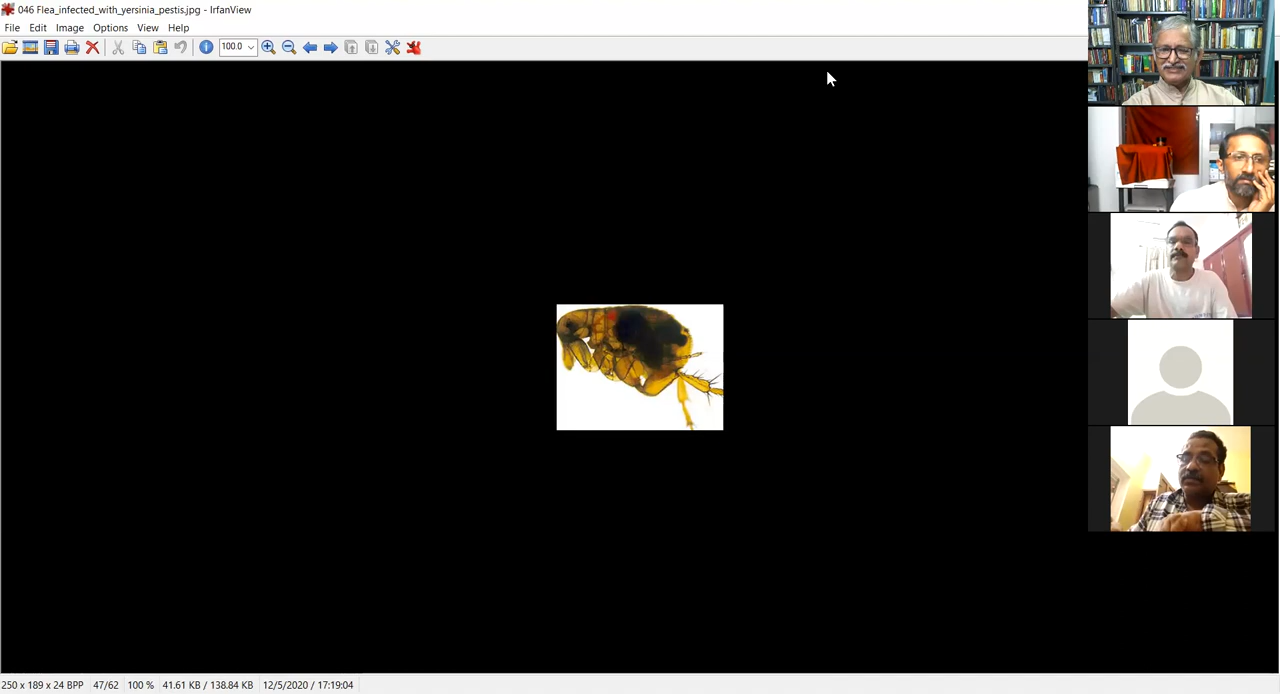 046 Flea_infected_with_yersinia_pestis.jpg - IrfanView
File Edit Image Options View Help
100.0
250 x 189 x 24 BPP 47/62 100 % 41.61 KB / 138.84 KB 12/5/2020 / 17:19:04